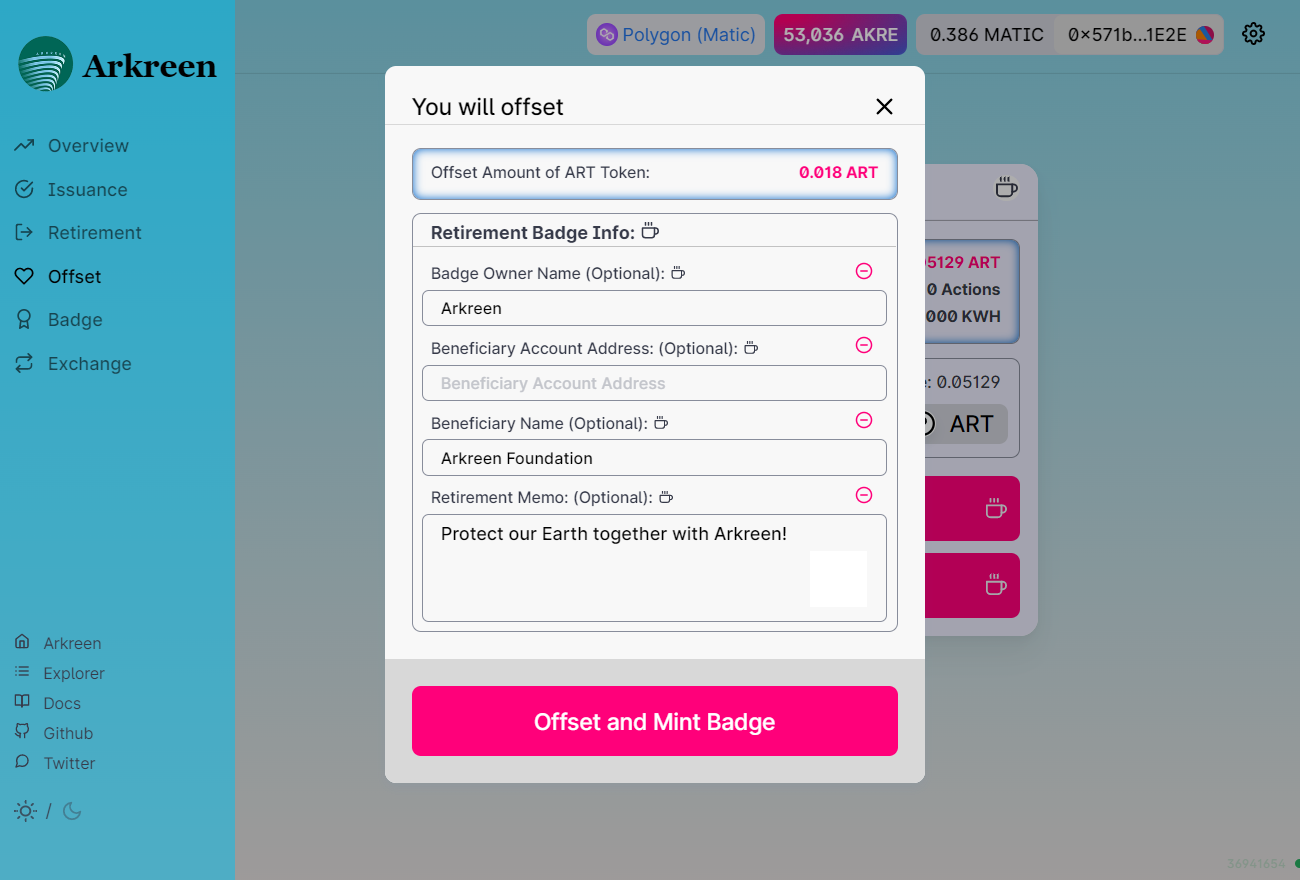 Arkreen
Polygon (Matic)
53,036 AKRE
0.386 MATIC
0×571b...1E2E
Overview
Issuance
Retirement
Offset
Badge
Exchange
Arkreen
Explorer
Docs
Github
Twitter
/
You will offset
Offset Amount of ART Token: 0.018 ART
Retirement Badge Info:
Badge Owner Name (Optional):
Arkreen
Beneficiary Account Address: (Optional):
Beneficiary Account Address
Beneficiary Name (Optional):
Arkreen Foundation
Retirement Memo: (Optional):
Protect our Earth together with Arkreen!
Offset and Mint Badge
5129 ART
0 Actions
000 KWH
: 0.05129
ART
36941654